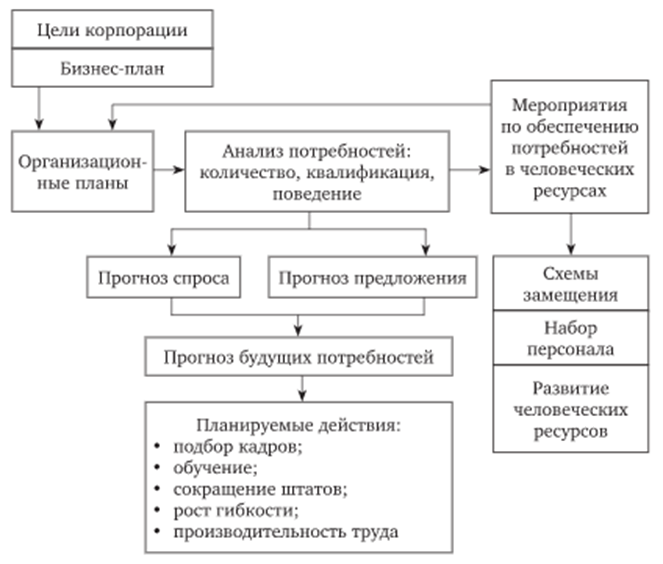 Цели корпорации
Бизнес-план
Организацион-
ные планы
Анализ потребностей:
количество, квалификация,
поведение
Мероприятия
по обеспечению
потребностей
в человеческих
ресурсах
Прогноз спроса
Прогноз предложения
Схемы
замещения
Набор
персонала
Развитие
человеческих
ресурсов
Прогноз будущих потребностей
Планируемые действия:
• подбор кадров;
• обучение;
• сокращение штатов;
• рост гибкости;
• производительность труда